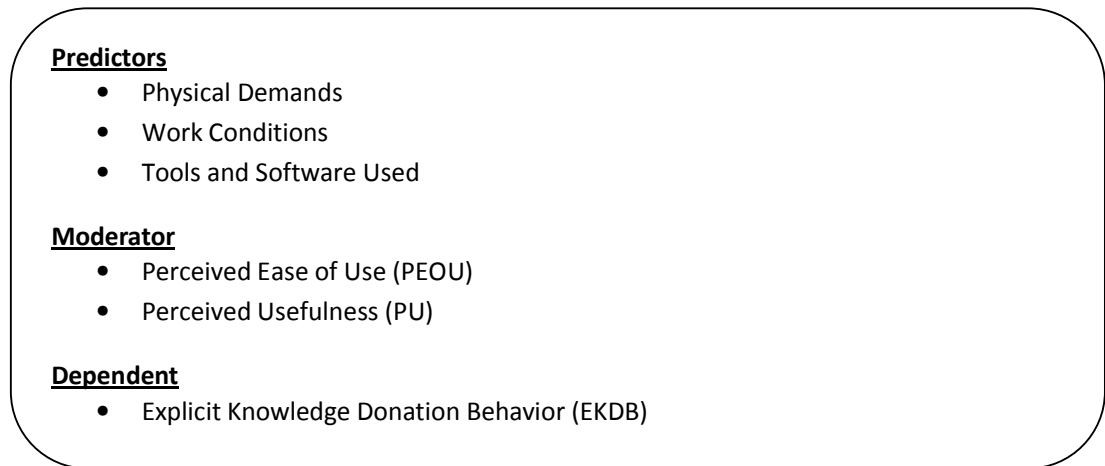 Predictors
• Physical Demands
• Work Conditions
• Tools and Software Used
Moderator
• Perceived Ease of Use (PEOU)
• Perceived Usefulness (PU)
Dependent
• Explicit Knowledge Donation Behavior (EKDB)